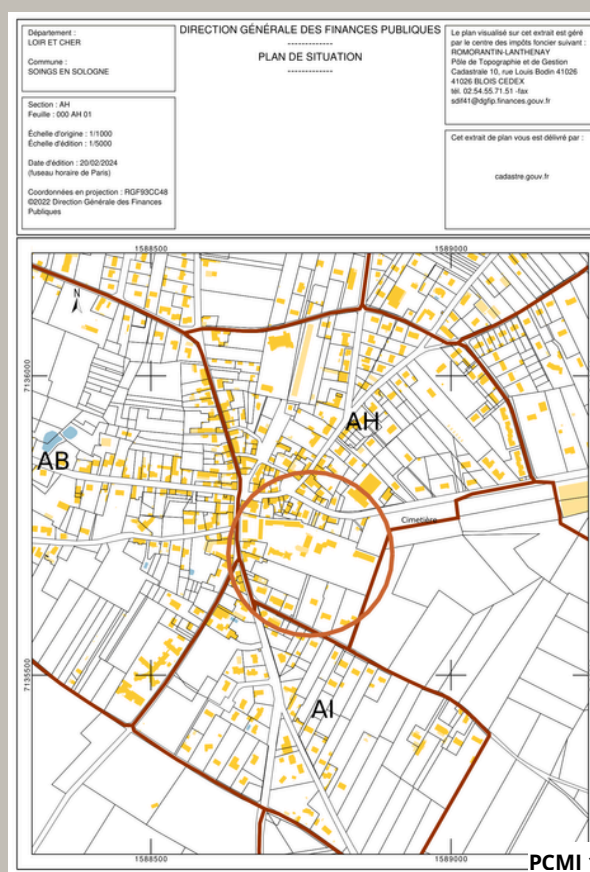 Département :
LOIR ET CHER
Commune :
SOINGS EN SOLOGNE
Section : AH
Feuille : 000 AH 01
Échelle d'origine : 1/1000
Échelle d'édition : 1/5000
Date d'édition : 20/02/2024
(fuseau horaire de Paris)
Coordonnées en projection : RGF93CC48
©2022 Direction Générale des Finances
Publiques
DIRECTION GÉNÉRALE DES FINANCES PUBLIQUES
-------------
PLAN DE SITUATION
-------------
Le plan visualisé sur cet extrait est géré
par le centre des impôts foncier suivant :
ROMORANTIN-LANTHENAY
Pôle de Topographie et de Gestion
Cadastrale 10, rue Louis Bodin 41026
41026 BLOIS CEDEX
tél. 02.54.55.71.51 -fax
sdif41@dgfip.finances.gouv.fr
Cet extrait de plan vous est délivré par :
cadastre.gouv.fr
1588500
1589000
N
7136000
AH
AB
Cimetière
7135500
AI
1588500
1589000
PCMI